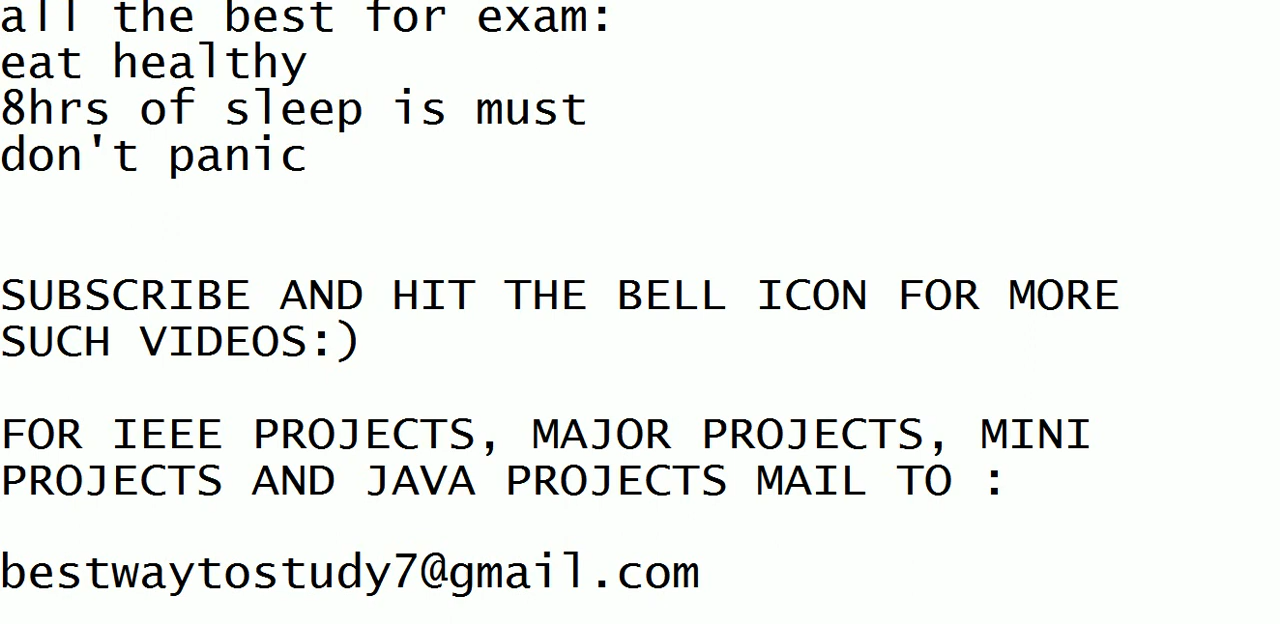 all the best for exam:
eat healthy
8hrs of sleep is must
don't panic
SUBSCRIBE AND HIT THE BELL ICON FOR MORE
SUCH VIDEOS:)
FOR IEEE PROJECTS, MAJOR PROJECTS, MINI
PROJECTS AND JAVA PROJECTS MAIL TO :
bestwaytostudy7@gmail.com